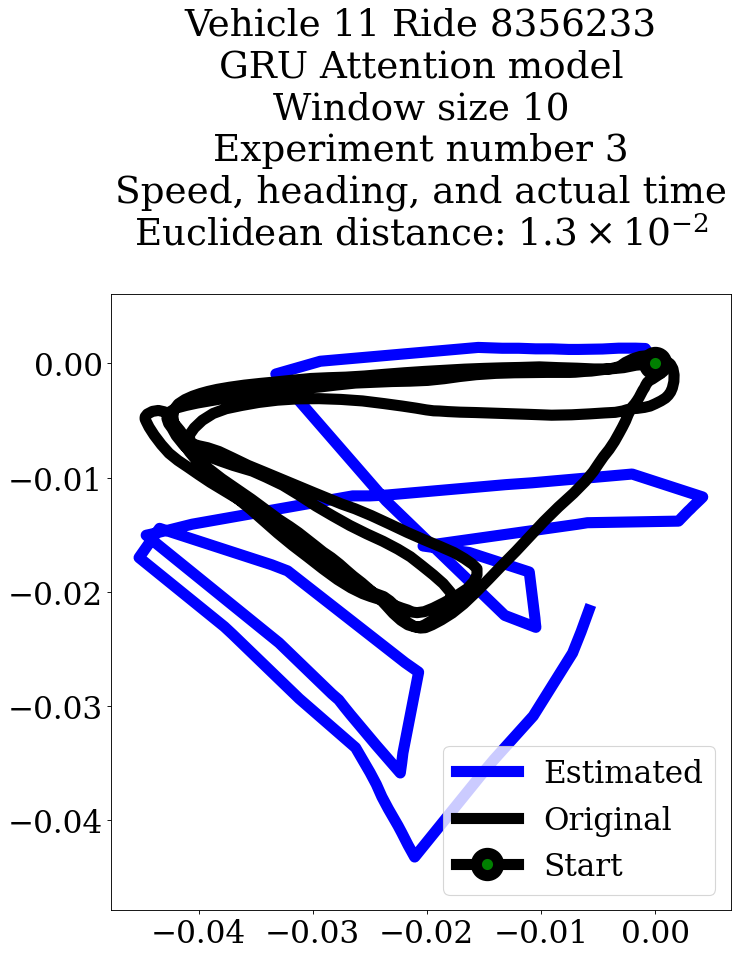 Vehicle 11 Ride 8356233
GRU Attention model
Window size 10
Experiment number 3
Speed, heading, and actual time
Euclidean distance: 1.3 × 10⁻²
0.00
−0.01
−0.02
−0.03
−0.04
Estimated
Original
Start
−0.04 −0.03 −0.02 −0.01 0.00